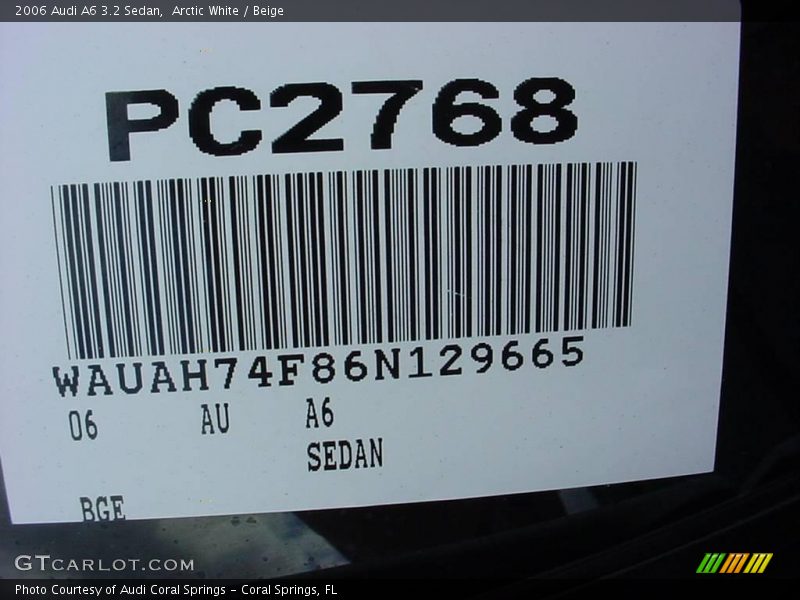 2006 Audi A6 3.2 Sedan,  Arctic White / Beige
PC2768
WAUAH74F86N129665
06 AU A6
SEDAN
BGE
GTCARLOT.COM
Photo Courtesy of Audi Coral Springs – Coral Springs, FL